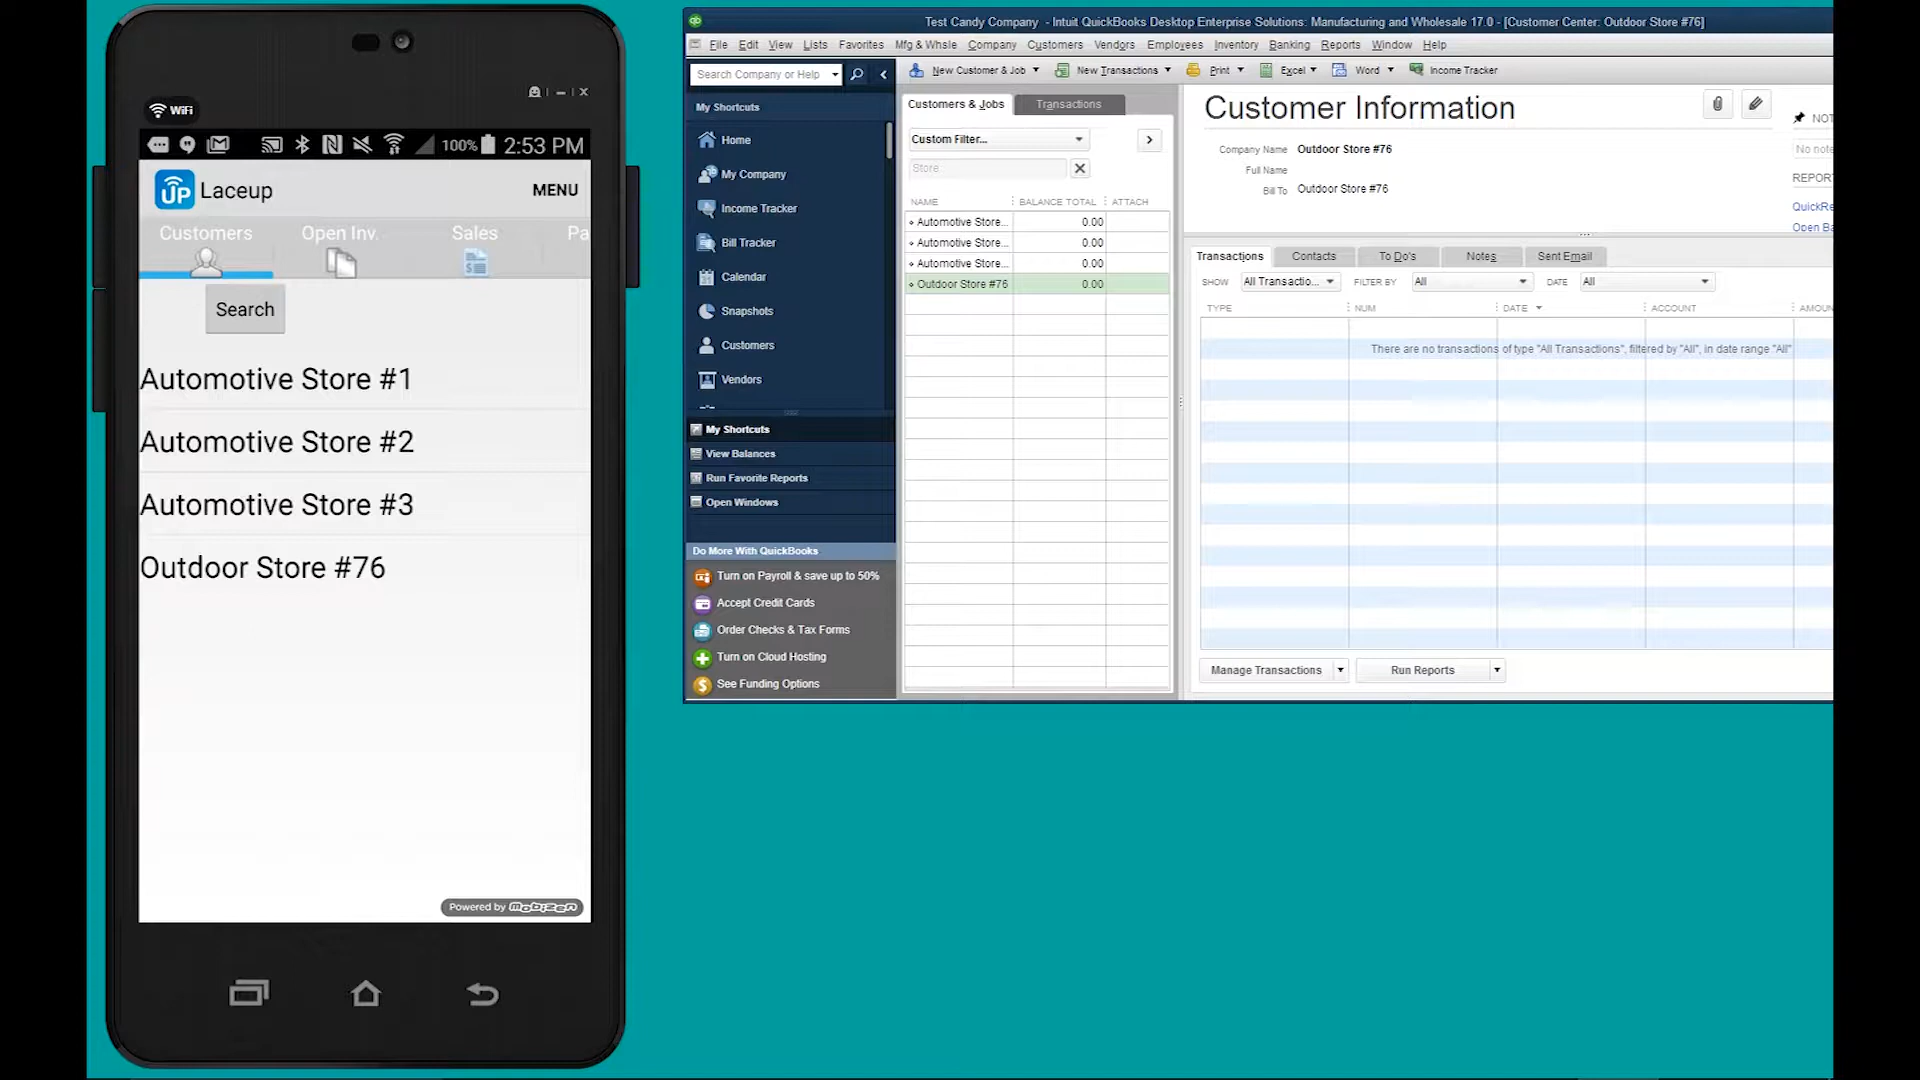 WiFi
100% 2:53 PM
UP Laceup MENU
Customers Open Inv. Sales Pa
Search
Automotive Store #1
Automotive Store #2
Automotive Store #3
Outdoor Store #76
Powered by mobizen
Test Candy Company - Intuit QuickBooks Desktop Enterprise Solutions: Manufacturing and Wholesale 17.0 - [Customer Center: Outdoor Store #76]
File Edit View Lists Favorites Mfg & Whsle Company Customers Vendors Employees Inventory Banking Reports Window Help
Search Company or Help
New Customer & Job New Transactions Print Excel Word Income Tracker
My Shortcuts
Home
My Company
Income Tracker
Bill Tracker
Calendar
Snapshots
Customers
Vendors
My Shortcuts
View Balances
Run Favorite Reports
Open Windows
Do More With QuickBooks
Turn on Payroll & save up to 50%
Accept Credit Cards
Order Checks & Tax Forms
Turn on Cloud Hosting
See Funding Options
Customers & Jobs Transactions
Custom Filter...
Store
NAME BALANCE TOTAL ATTACH
Automotive Store... 0.00
Automotive Store... 0.00
Automotive Store... 0.00
Outdoor Store #76 0.00
Customer Information
Company Name Outdoor Store #76
Full Name
Bill To Outdoor Store #76
NOT
No note
REPOR
QuickRe
Open Ba
Transactions Contacts To Do's Notes Sent Email
SHOW All Transactio... FILTER BY All DATE All
TYPE NUM DATE ACCOUNT AMOUN
There are no transactions of type "All Transactions", filtered by "All", in date range "All"
Manage Transactions Run Reports